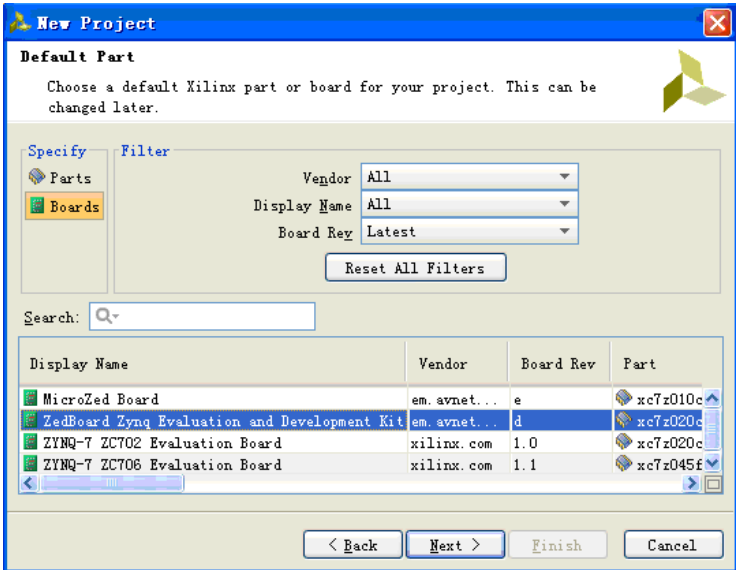 New Project
Default Part
Choose a default Xilinx part or board for your project. This can be
changed later.
Specify
Filter
Parts
Boards
Vendor All
Display Name All
Board Rev Latest
Reset All Filters
Search:
Display Name Vendor Board Rev Part
MicroZed Board em.avnet... e xc7z010c
ZedBoard Zynq Evaluation and Development Kit em.avnet... d xc7z020c
ZYNQ-7 ZC702 Evaluation Board xilinx.com 1.0 xc7z020c
ZYNQ-7 ZC706 Evaluation Board xilinx.com 1.1 xc7z045f
< Back Next > Finish Cancel